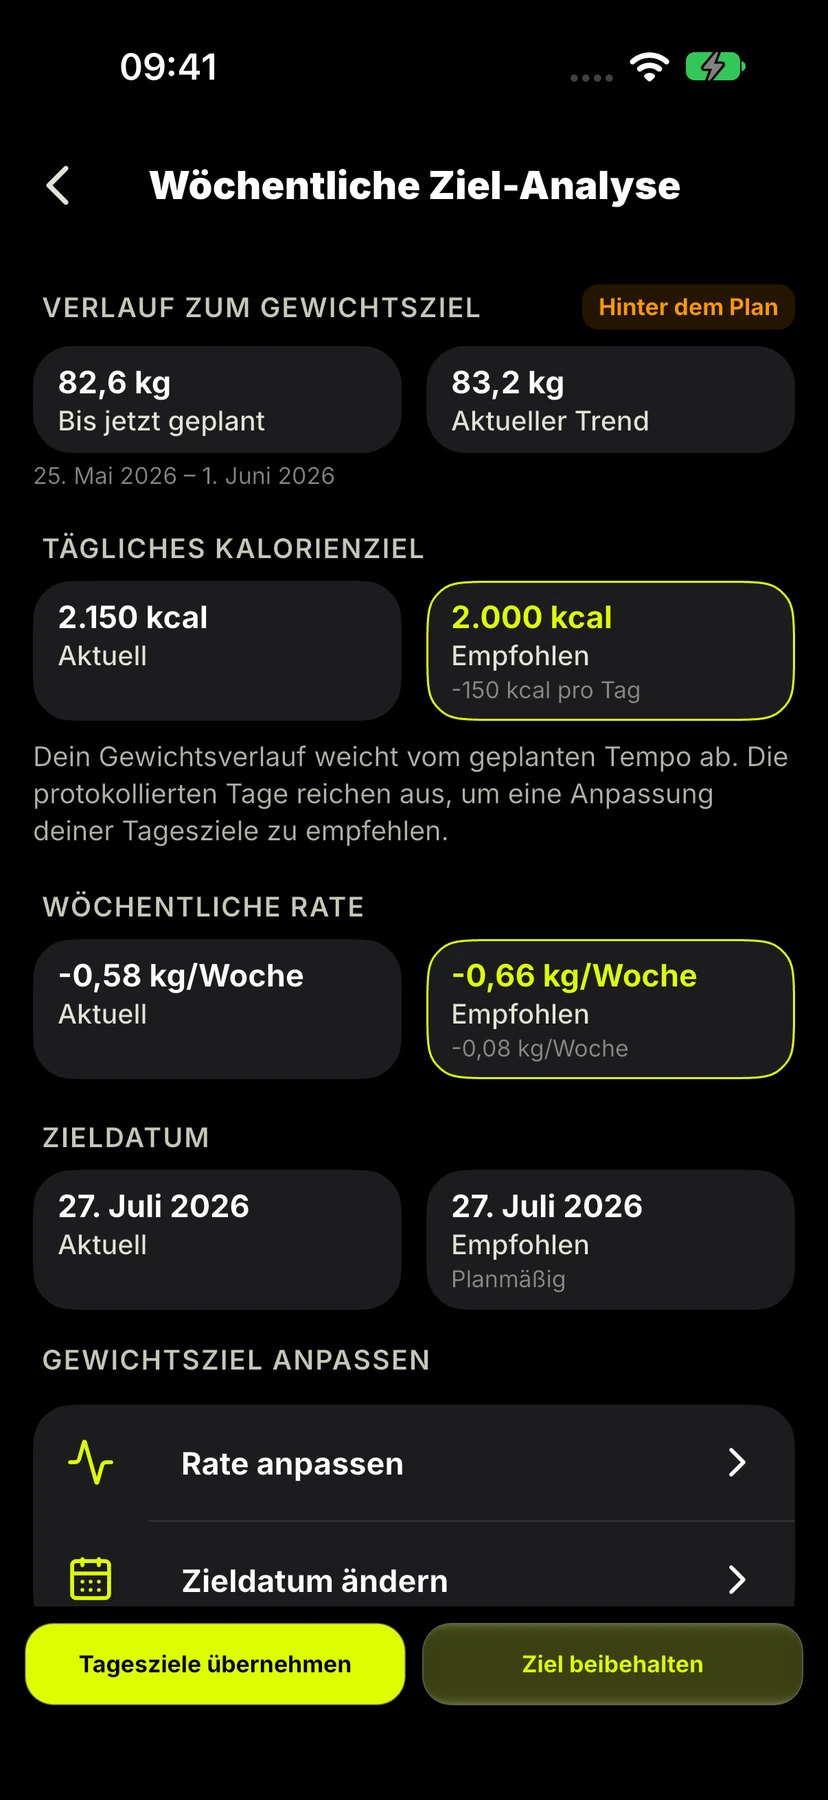 09:41
Wöchentliche Ziel-Analyse
VERLAUF ZUM GEWICHTSZIEL
Hinter dem Plan
82,6 kg
Bis jetzt geplant
83,2 kg
Aktueller Trend
25. Mai 2026 – 1. Juni 2026
TÄGLICHES KALORIENZIEL
2.150 kcal
Aktuell
2.000 kcal
Empfohlen
-150 kcal pro Tag
Dein Gewichtsverlauf weicht vom geplanten Tempo ab. Die
protokollierten Tage reichen aus, um eine Anpassung
deiner Tagesziele zu empfehlen.
WÖCHENTLICHE RATE
-0,58 kg/Woche
Aktuell
-0,66 kg/Woche
Empfohlen
-0,08 kg/Woche
ZIELDATUM
27. Juli 2026
Aktuell
27. Juli 2026
Empfohlen
Planmäßig
GEWICHTSZIEL ANPASSEN
Rate anpassen
Zieldatum ändern
Tagesziele übernehmen
Ziel beibehalten